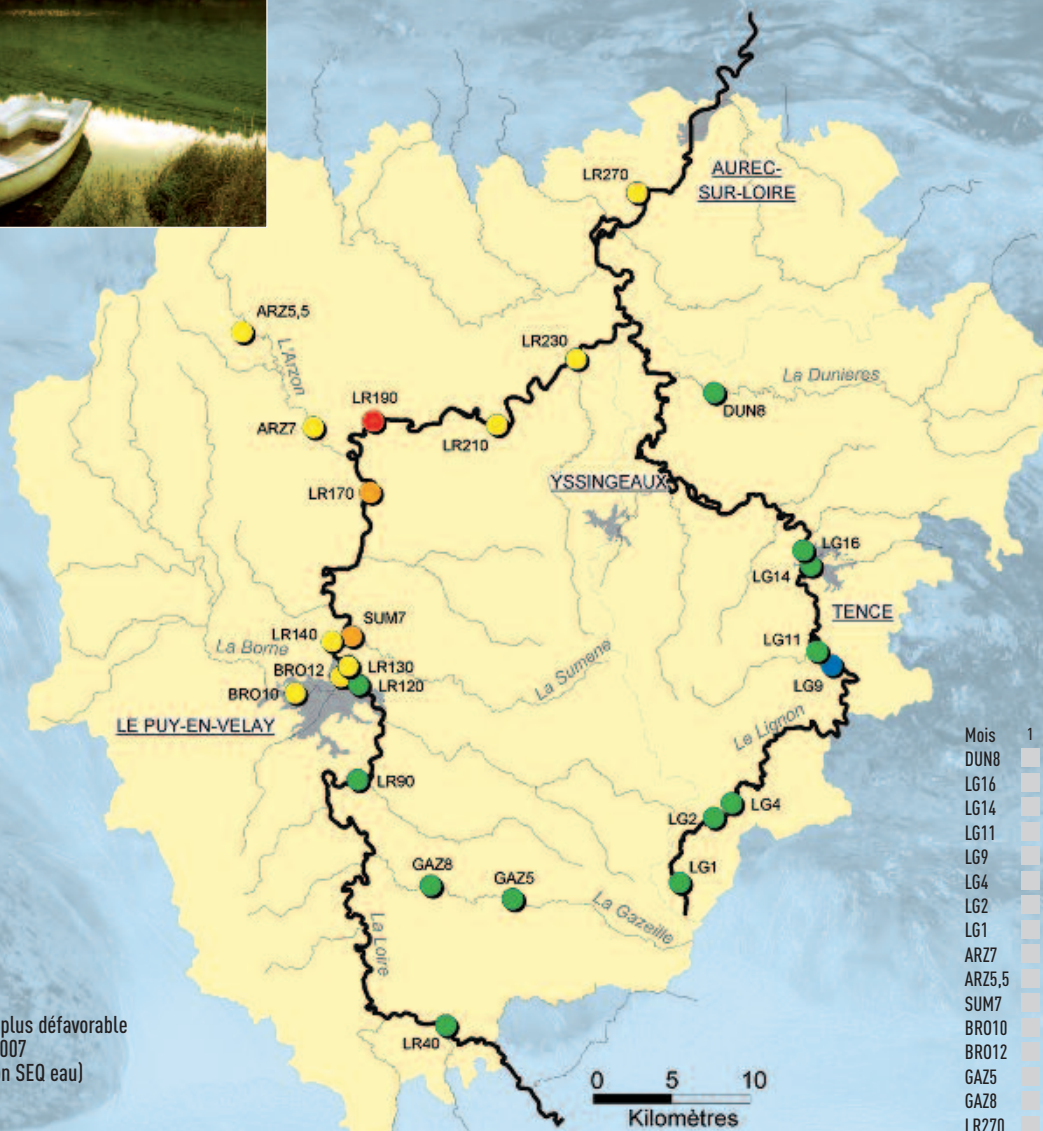 LR270
AUREC-
SUR-LOIRE
ARZ5,5
L'Arzon
LR230
La Dunieres
LR190
DUN8
ARZ7
LR210
YSSINGEAUX
LR170
LG16
LG14
SUM7
TENCE
LR140
La Borne
LG11
LR130
BRO12
LR120
La Sumene
LG9
BRO10
LE PUY-EN-VELAY
Le Lignon
LR90
LG4
LG2
GAZ8
GAZ5
LG1
La Gazeille
La Loire
LR40
plus défavorable
007
n SEQ eau)
0 5 10
Kilomètres
Mois 1
DUN8
LG16
LG14
LG11
LG9
LG4
LG2
LG1
ARZ7
ARZ5,5
SUM7
BRO10
BRO12
GAZ5
GAZ8
LR270